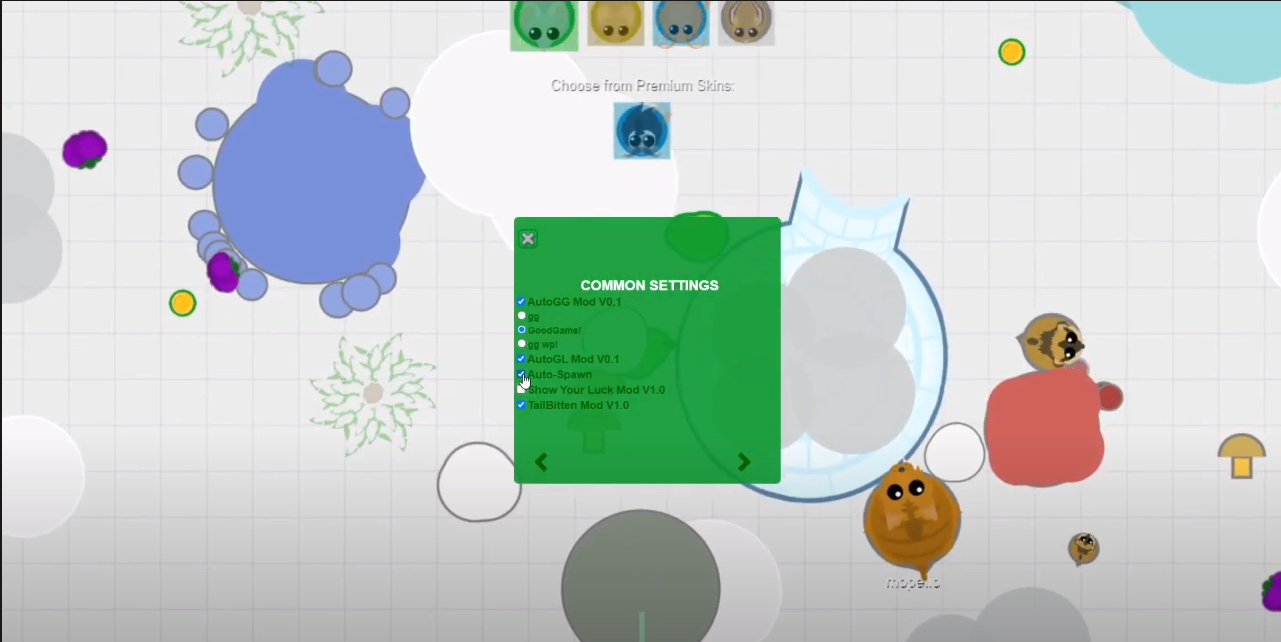 Choose from Premium Skins:
COMMON SETTINGS
AutoGG Mod V0.1
gg
GoodGame!
gg wp!
AutoGL Mod V0.1
Auto-Spawn
Show Your Luck Mod V1.0
TailBitten Mod V1.0